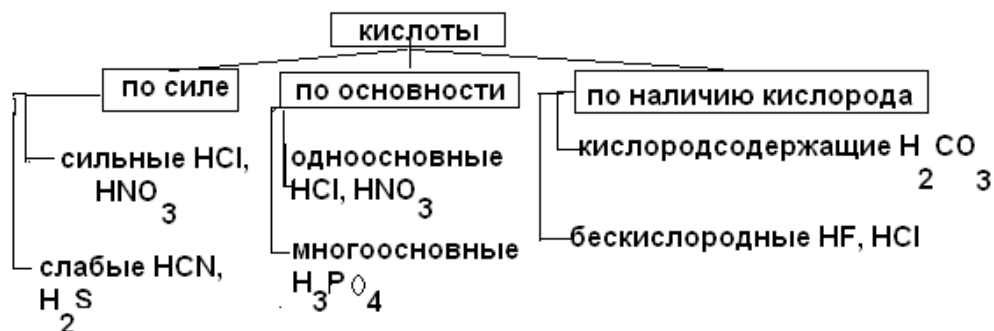 кислоты
по силе
сильные HCl,
HNO3
слабые HCN,
H2S
по основности
одноосновные
HCl, HNO3
многоосновные
H3PO4
по наличию кислорода
кислородсодержащие H2CO3
бескислородные HF, HCl